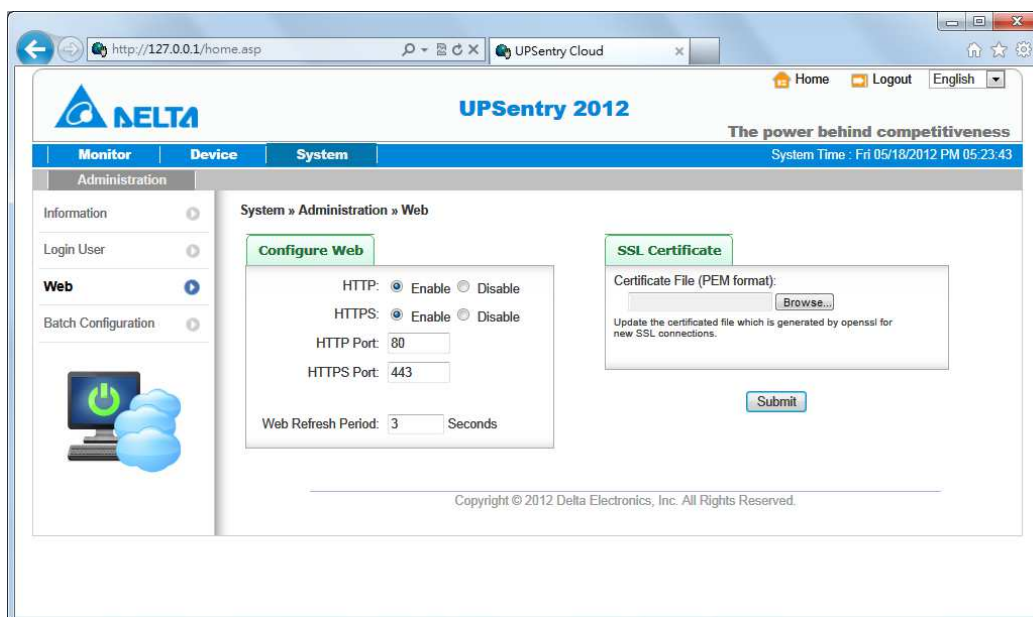 http://127.0.0.1/home.asp
UPSentry Cloud
Home Logout English
DELTA
UPSentry 2012
The power behind competitiveness
Monitor Device System System Time : Fri 05/18/2012 PM 05:23:43
Administration
Information
Login User
Web
Batch Configuration
System » Administration » Web
Configure Web
HTTP: Enable Disable
HTTPS: Enable Disable
HTTP Port: 80
HTTPS Port: 443
Web Refresh Period: 3 Seconds
SSL Certificate
Certificate File (PEM format):
Browse...
Update the certificated file which is generated by openssl for
new SSL connections.
Submit
Copyright © 2012 Delta Electronics, Inc. All Rights Reserved.